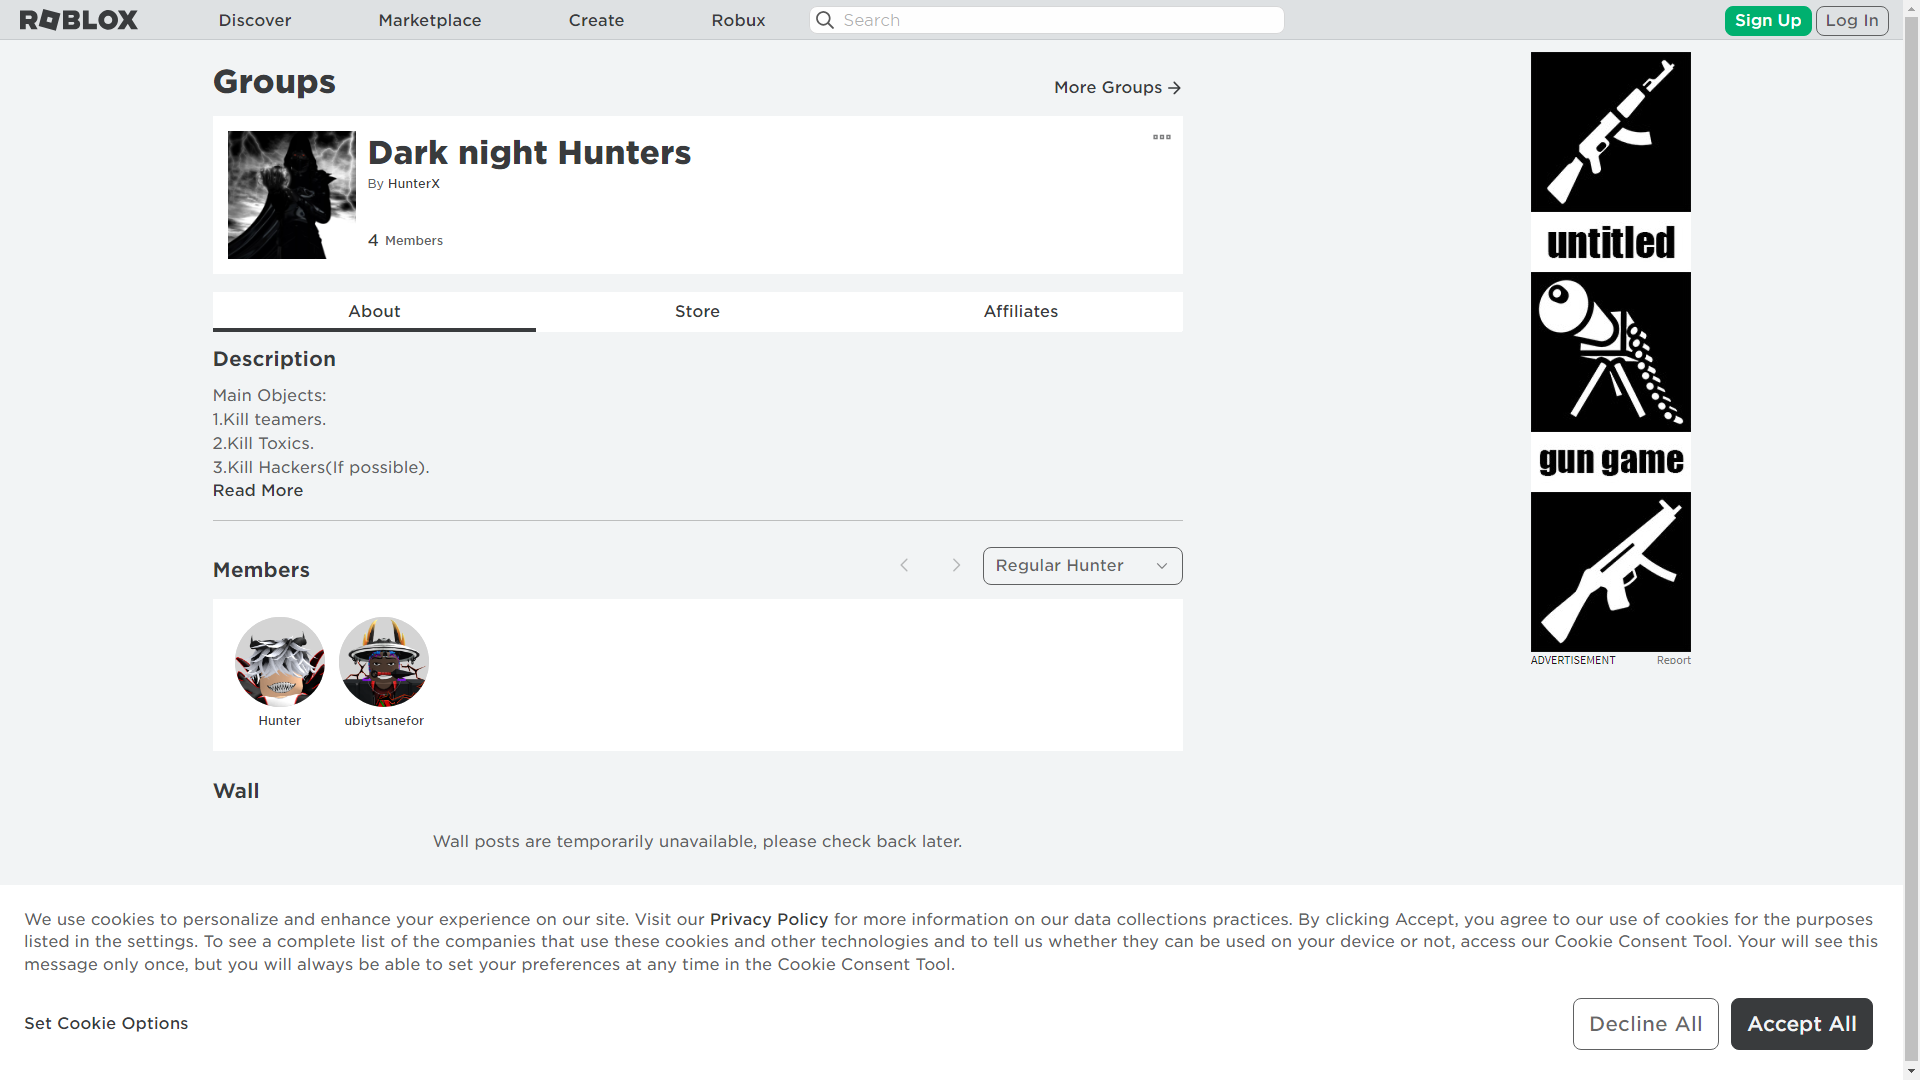 ROBLOX
Discover
Marketplace
Create
Robux
Search
Sign Up
Log In
Groups
More Groups
Dark night Hunters
By HunterX
4 Members
About
Store
Affiliates
Description
Main Objects:
1.Kill teamers.
2.Kill Toxics.
3.Kill Hackers(If possible).
Read More
Members
Regular Hunter
Hunter
ubiytsanefor
Wall
Wall posts are temporarily unavailable, please check back later.
untitled
gun game
ADVERTISEMENT
Report
We use cookies to personalize and enhance your experience on our site. Visit our Privacy Policy for more information on our data collections practices. By clicking Accept, you agree to our use of cookies for the purposes
listed in the settings. To see a complete list of the companies that use these cookies and other technologies and to tell us whether they can be used on your device or not, access our Cookie Consent Tool. Your will see this
message only once, but you will always be able to set your preferences at any time in the Cookie Consent Tool.
Set Cookie Options
Decline All
Accept All